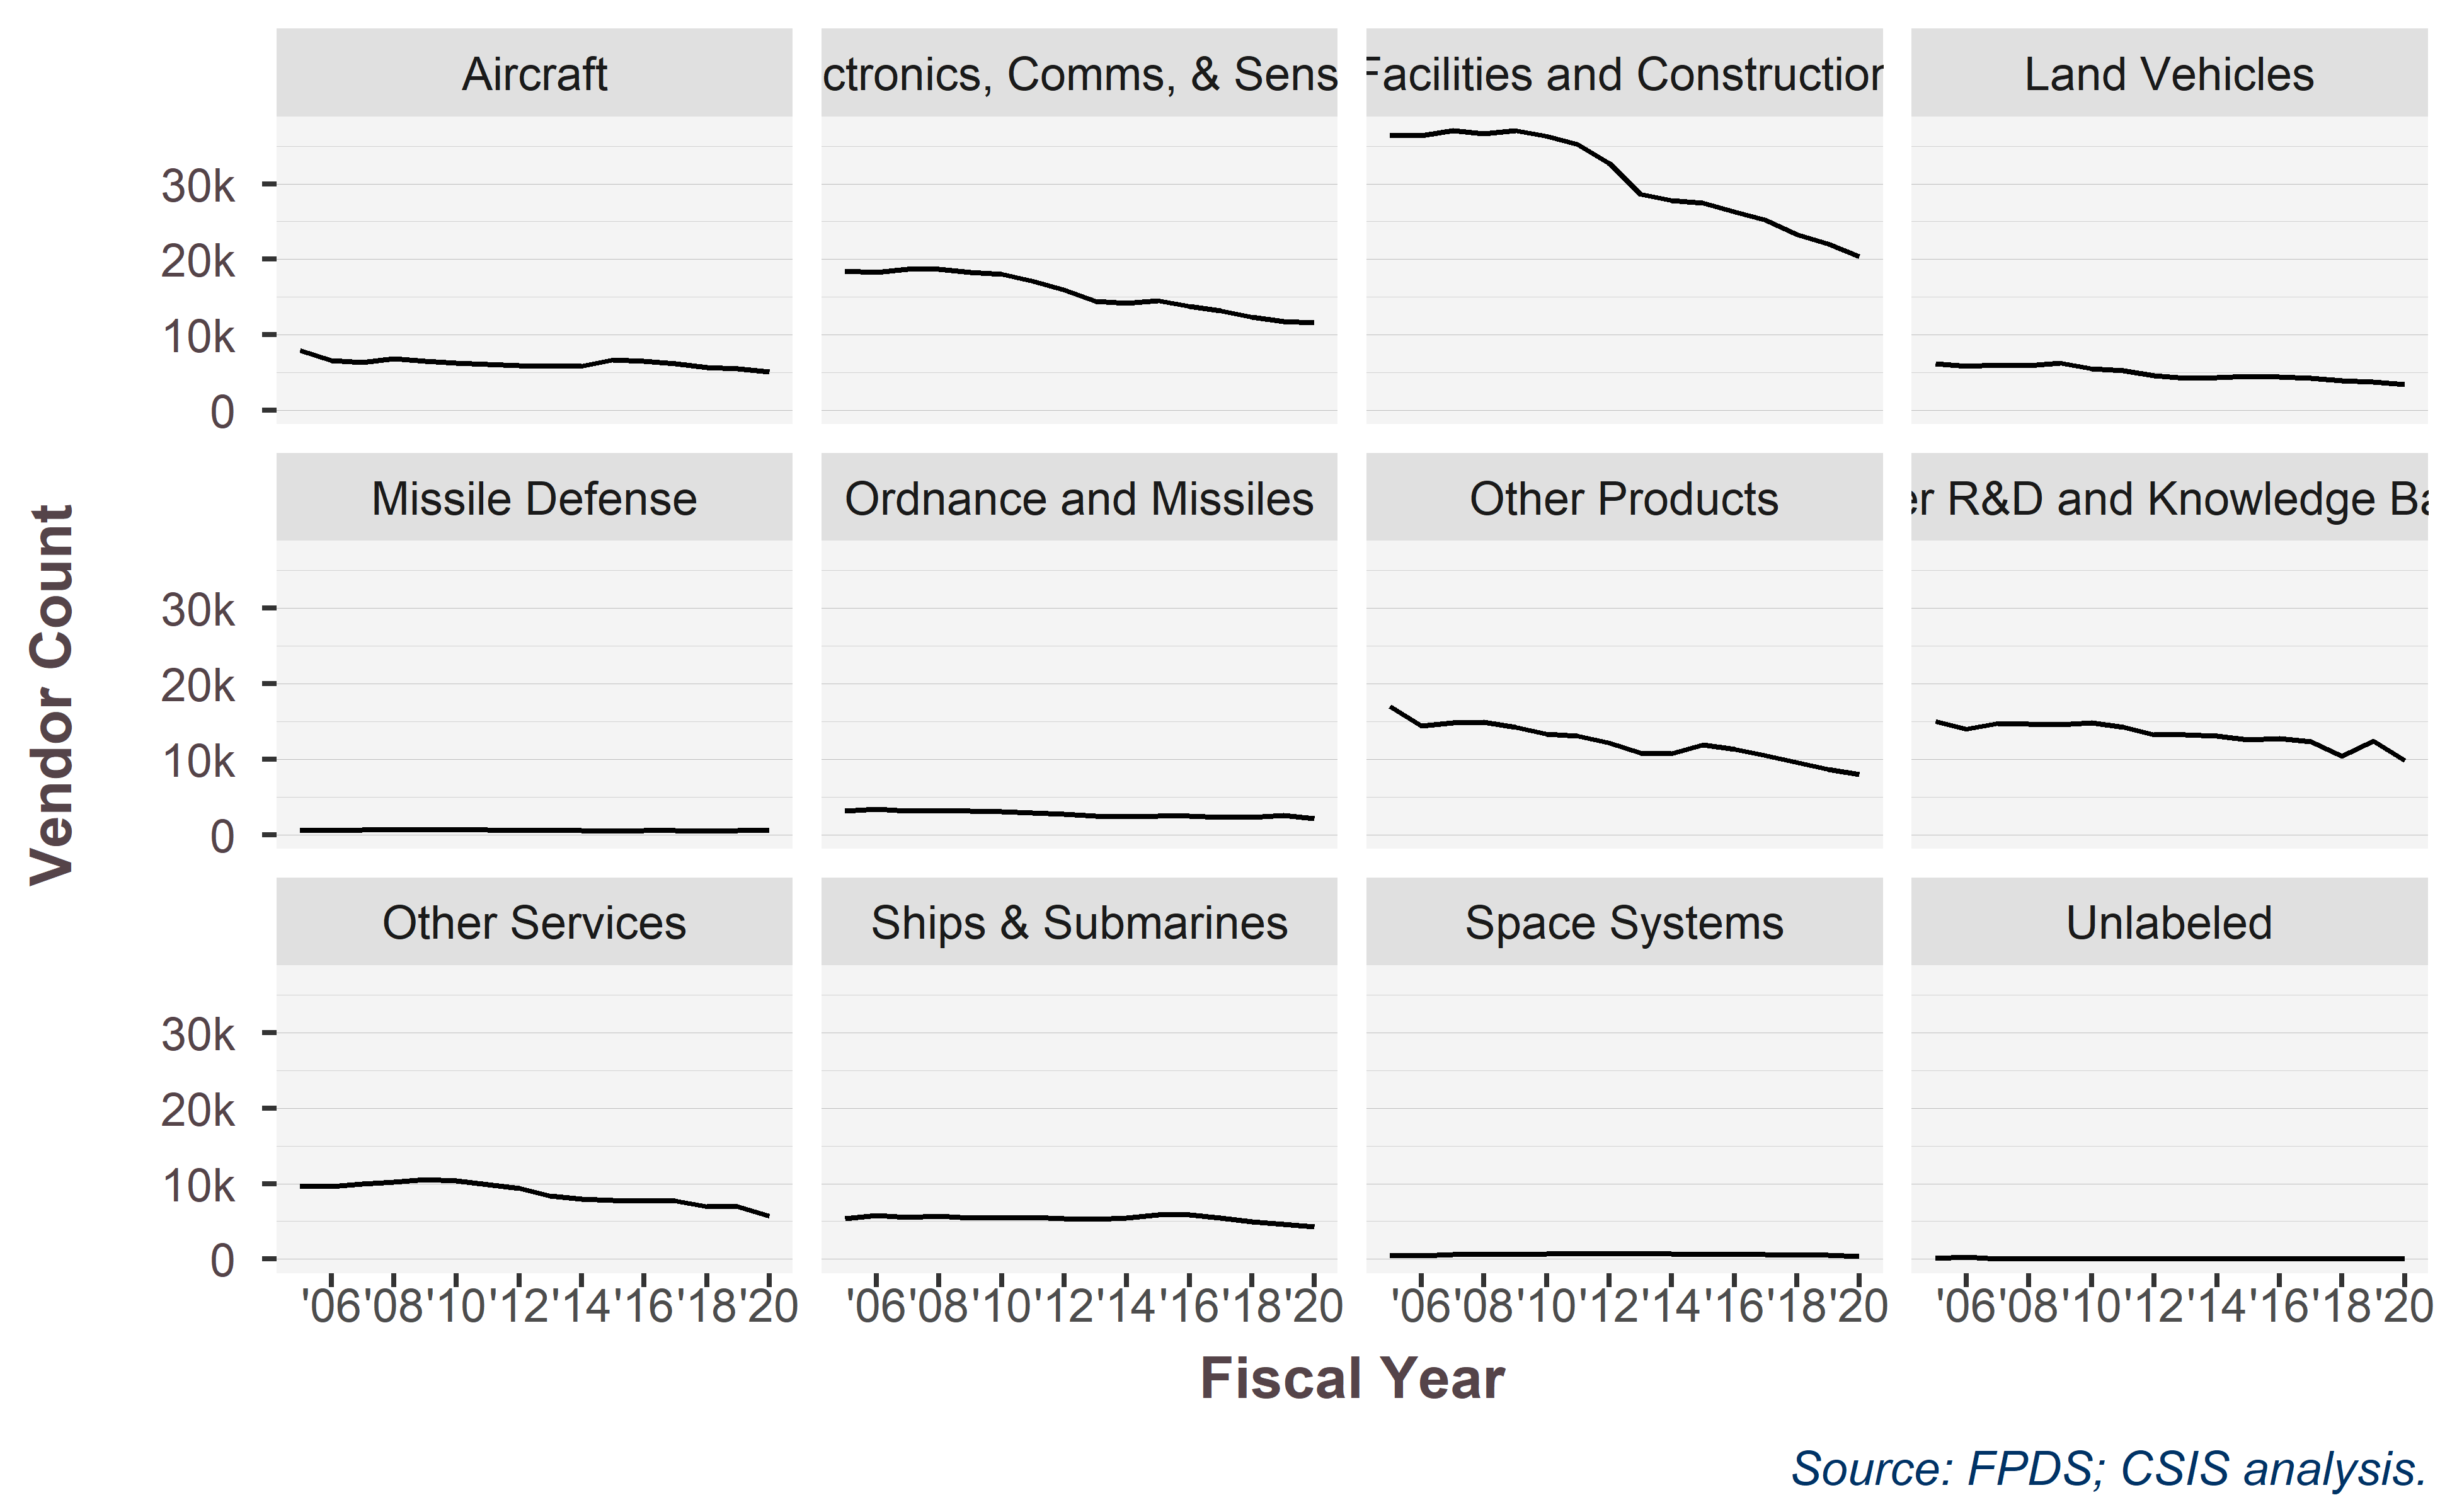 Aircraft
ctronics, Comms, & Sens
Facilities and Construction
Land Vehicles
30k
20k
10k
0
Missile Defense
Ordnance and Missiles
Other Products
er R&D and Knowledge Ba
30k
20k
10k
0
Vendor Count
Other Services
Ships & Submarines
Space Systems
Unlabeled
30k
20k
10k
0
'06 '08 '10 '12 '14 '16 '18 '20
'06 '08 '10 '12 '14 '16 '18 '20
'06 '08 '10 '12 '14 '16 '18 '20
'06 '08 '10 '12 '14 '16 '18 '20
Fiscal Year
Source: FPDS; CSIS analysis.